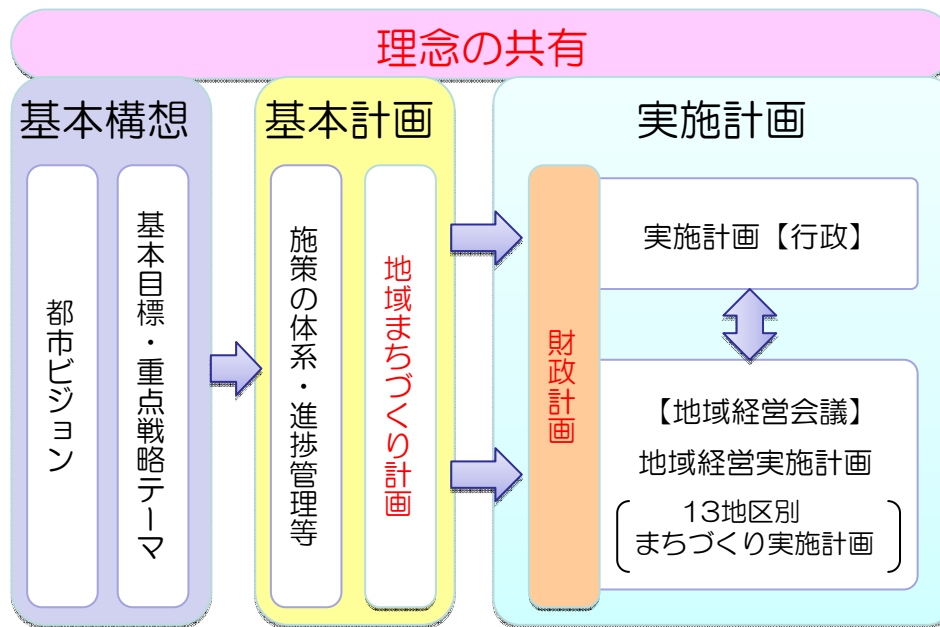 理念の共有
基本構想
都市ビジョン
基本目標・重点戦略テーマ
基本計画
施策の体系・進捗管理等
地域まちづくり計画
実施計画
財政計画
実施計画【行政】
【地域経営会議】
地域経営実施計画
13地区別
まちづくり実施計画